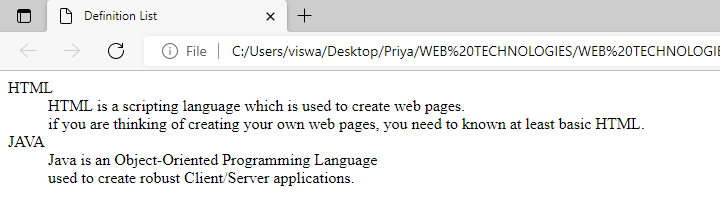 Definition List
File
C:/Users/viswa/Desktop/Priya/WEB%20TECHNOLOGIES/WEB%20TECHNOLOGIE
HTML
HTML is a scripting language which is used to create web pages.
if you are thinking of creating your own web pages, you need to known at least basic HTML.
JAVA
Java is an Object-Oriented Programming Language
used to create robust Client/Server applications.